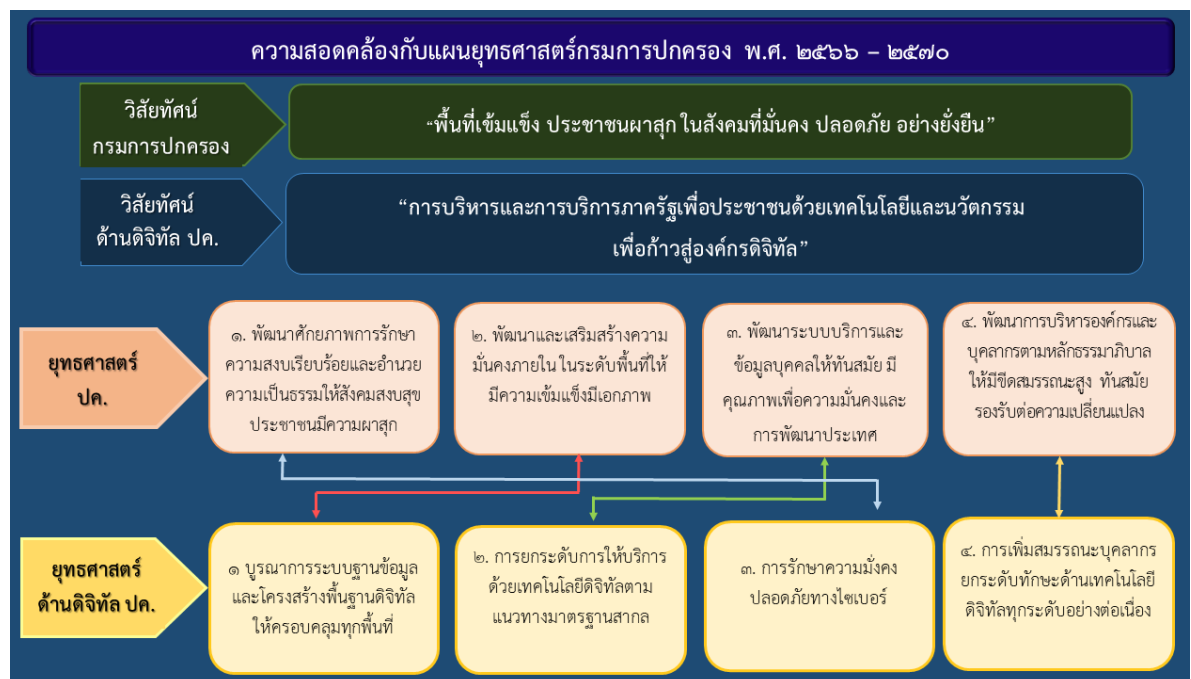 ความสอดคล้องกับแผนยุทธศาสตร์กรมการปกครอง พ.ศ. ๒๕๖๖ – ๒๕๗๐
วิสัยทัศน์
กรมการปกครอง
“พื้นที่เข้มแข็ง ประชาชนผาสุก ในสังคมที่มั่นคง ปลอดภัย อย่างยั่งยืน”
วิสัยทัศน์
ด้านดิจิทัล ปค.
“การบริหารและการบริการภาครัฐเพื่อประชาชนด้วยเทคโนโลยีและนวัตกรรม
เพื่อก้าวสู่องค์กรดิจิทัล”
ยุทธศาสตร์
ปค.
๑. พัฒนาศักยภาพการรักษา
ความสงบเรียบร้อยและอำนวย
ความเป็นธรรมให้สังคมสงบสุข
ประชาชนมีความผาสุก
๒. พัฒนาและเสริมสร้างความ
มั่นคงภายใน ในระดับพื้นที่ให้
มีความเข้มแข็งมีเอกภาพ
๓. พัฒนาระบบบริการและ
ข้อมูลบุคคลให้ทันสมัย มี
คุณภาพเพื่อความมั่นคงและ
การพัฒนาประเทศ
๔. พัฒนาการบริหารองค์กรและ
บุคลากรตามหลักธรรมาภิบาล
ให้มีขีดสมรรถนะสูง ทันสมัย
รองรับต่อความเปลี่ยนแปลง
ยุทธศาสตร์
ด้านดิจิทัล ปค.
๑ บูรณาการระบบฐานข้อมูล
และโครงสร้างพื้นฐานดิจิทัล
ให้ครอบคลุมทุกพื้นที่
๒. การยกระดับการให้บริการ
ด้วยเทคโนโลยีดิจิทัลตาม
แนวทางมาตรฐานสากล
๓. การรักษาความมั่งคง
ปลอดภัยทางไซเบอร์
๔. การเพิ่มสมรรถนะบุคลากร
ยกระดับทักษะด้านเทคโนโลยี
ดิจิทัลทุกระดับอย่างต่อเนื่อง